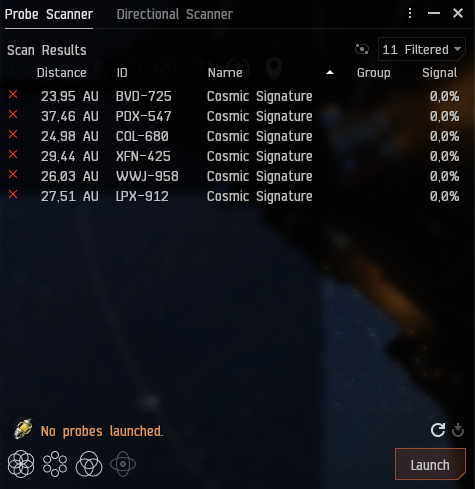 Probe Scanner Directional Scanner
Scan Results 11 Filtered
Distance ID Name Group Signal
23,95 AU BVD-725 Cosmic Signature 0,0%
37,46 AU PDX-547 Cosmic Signature 0,0%
24,98 AU COL-680 Cosmic Signature 0,0%
29,44 AU XFN-425 Cosmic Signature 0,0%
26,03 AU WWJ-958 Cosmic Signature 0,0%
27,51 AU LPX-912 Cosmic Signature 0,0%
No probes launched.
Launch